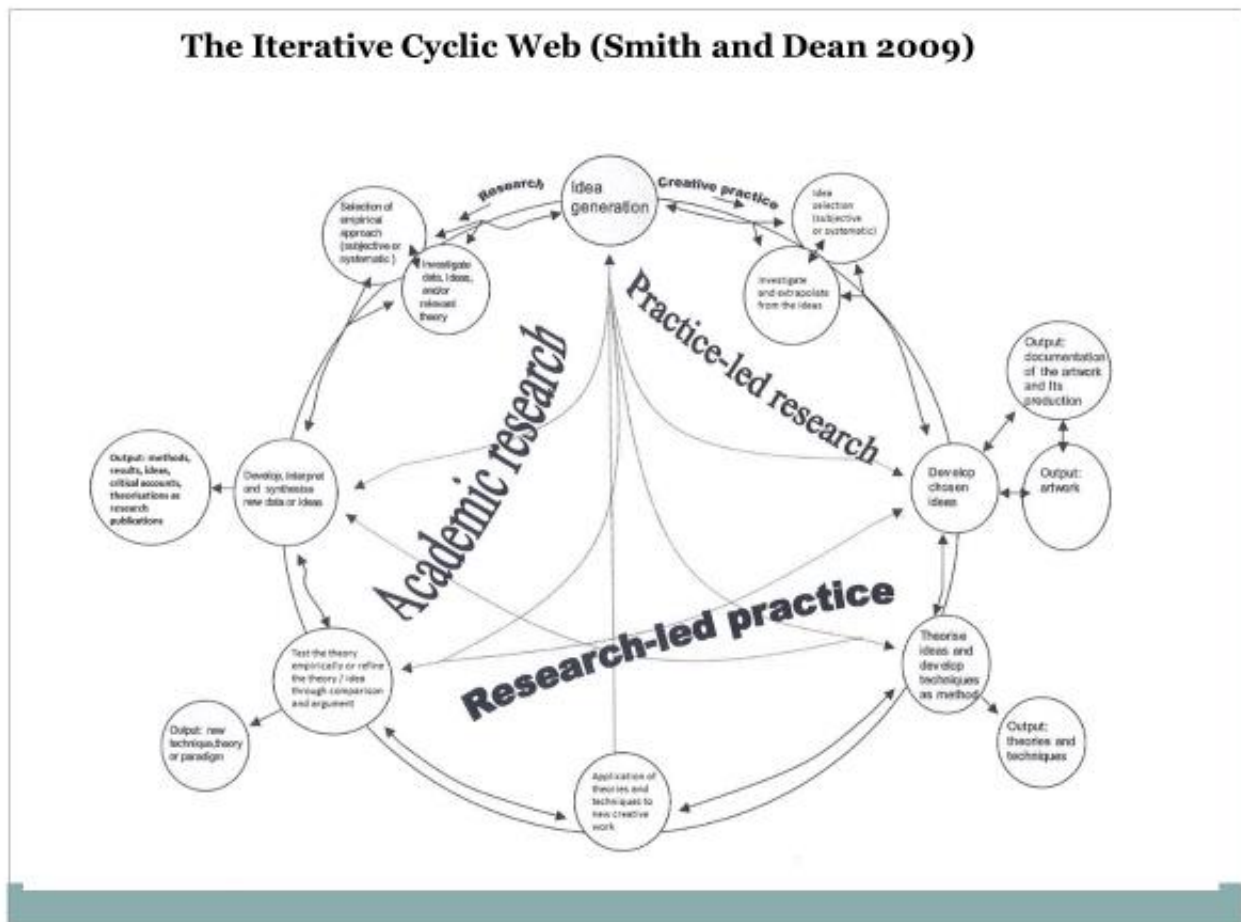 The Iterative Cyclic Web (Smith and Dean 2009)
Research
Idea
generation
Creative practice
Selection of
empirical
approach
(subjective or
systematic )
Investigate
data, ideas,
and/or
relevant
theory
Idea
selection
(subjective
or systematic)
Investigate
and extrapolate
from the ideas
Academic research
Practice-led research
Research-led practice
Output:
documentation
of the artwork
and Its
production
Output:
artwork
Develop
chosen
ideas
Output: methods,
results, ideas,
critical accounts,
theorisations as
research
publications
Develop, interpret
and synthesise
new data or ideas
Test the theory
empirically or refine
the theory / idea
through comparison
and argument
Output: new
technique,theory
or paradigm
Theorise
ideas and
develop
techniques
as method
Output:
theories and
techniques
Application of
theories and
techniques to
new creative
work